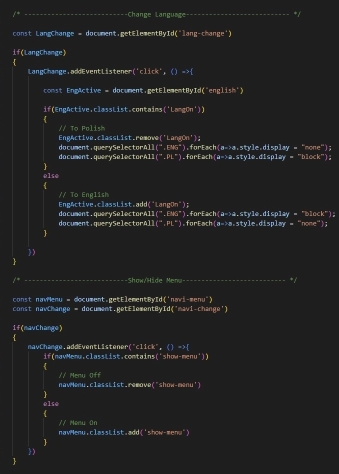 /* --------------------------Change Language-------------------------- */
const LangChange = document.getElementById('lang-change')
if(LangChange)
{
LangChange.addEventListener('click', () =>{
const EngActive = document.getElementById('english')
if(EngActive.classList.contains('LangOn'))
{
// To Polish
EngActive.classList.remove('LangOn');
document.querySelectorAll(".ENG").forEach(a=>a.style.display = "none");
document.querySelectorAll(".PL").forEach(a=>a.style.display = "block");
}
else
{
// To English
EngActive.classList.add('LangOn');
document.querySelectorAll(".ENG").forEach(a=>a.style.display = "block");
document.querySelectorAll(".PL").forEach(a=>a.style.display = "none");
}
})
}
/* --------------------------Show/Hide Menu-------------------------- */
const navMenu = document.getElementById('navi-menu')
const navChange = document.getElementById('navi-change')
if(navChange)
{
navChange.addEventListener('click', () =>{
if(navMenu.classList.contains('show-menu'))
{
// Menu Off
navMenu.classList.remove('show-menu')
}
else
{
// Menu On
navMenu.classList.add('show-menu')
}
})
}